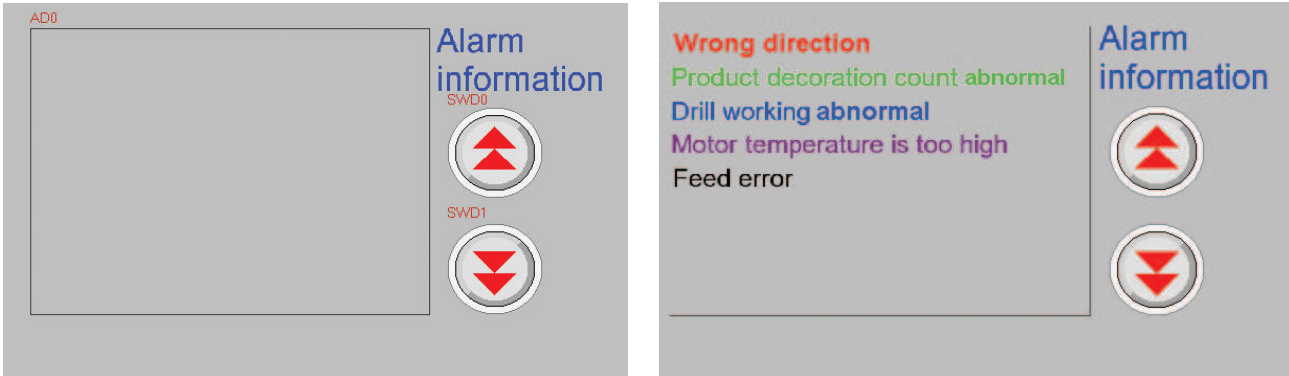 AD0
Alarm
information
SWD0
SWD1
Wrong direction
Product decoration count abnormal
Drill working abnormal
Motor temperature is too high
Feed error
Alarm
information